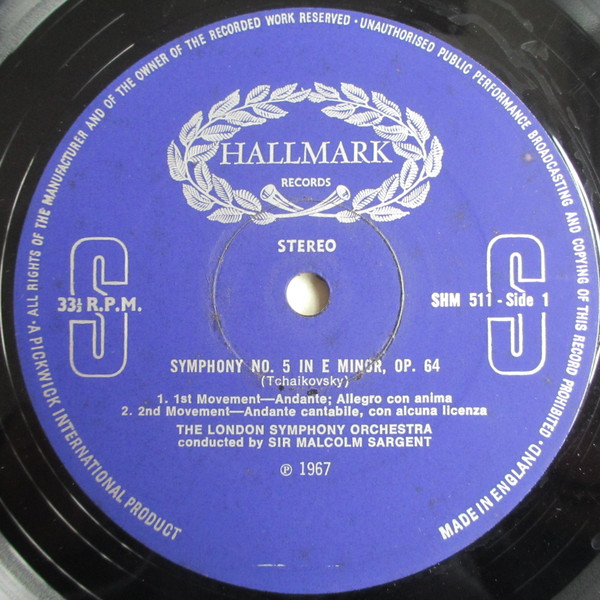 ALL RIGHTS OF THE MANUFACTURER AND OF THE OWNER OF THE RECORDED WORK RESERVED · UNAUTHORISED PUBLIC PERFORMANCE BROADCASTING AND COPYING OF THIS RECORD PROHIBITED ·
HALLMARK
RECORDS
STEREO
S S
33⅓ R.P.M.
SHM 511 - Side 1
SYMPHONY NO. 5 IN E MINOR, OP. 64
(Tchaikovsky)
1. 1st Movement—Andante; Allegro con anima
2. 2nd Movement—Andante cantabile, con alcuna licenza
THE LONDON SYMPHONY ORCHESTRA
conducted by SIR MALCOLM SARGENT
℗ 1967
A PICKWICK INTERNATIONAL PRODUCT
MADE IN ENGLAND ·